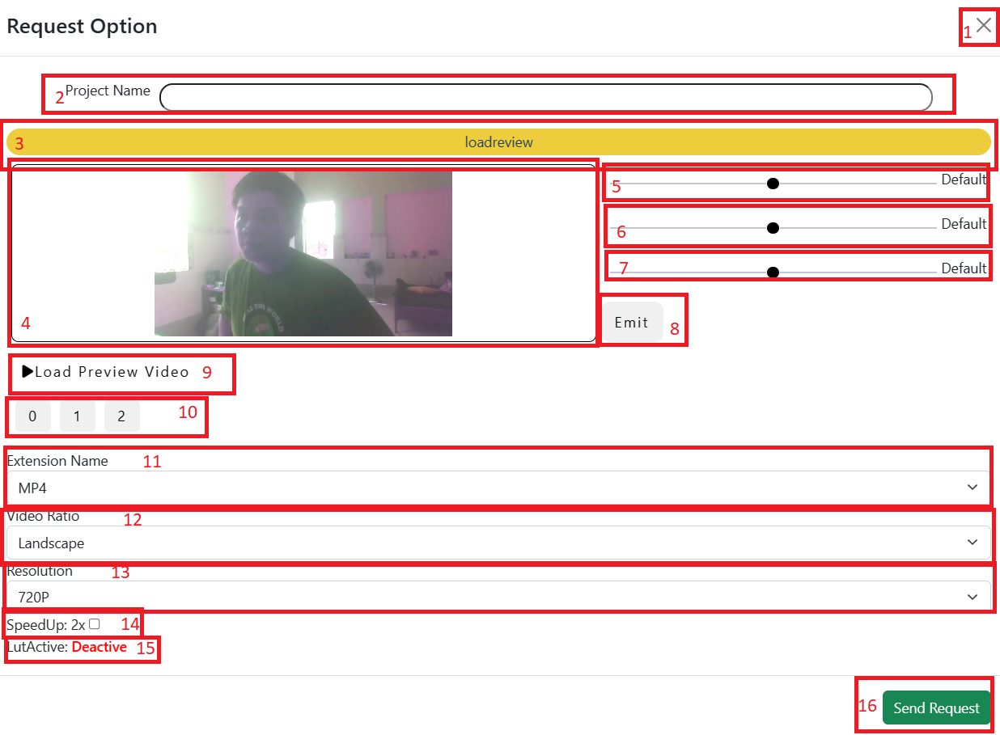 Request Option
1
2 Project Name
3 loadreview
4
5 Default
6 Default
7 Default
THE WORLD
Emit 8
Load Preview Video 9
0 1 2 10
Extension Name 11
MP4
Video Ratio 12
Landscape
Resolution 13
720P
SpeedUp: 2x 14
LutActive: Deactive 15
16 Send Request